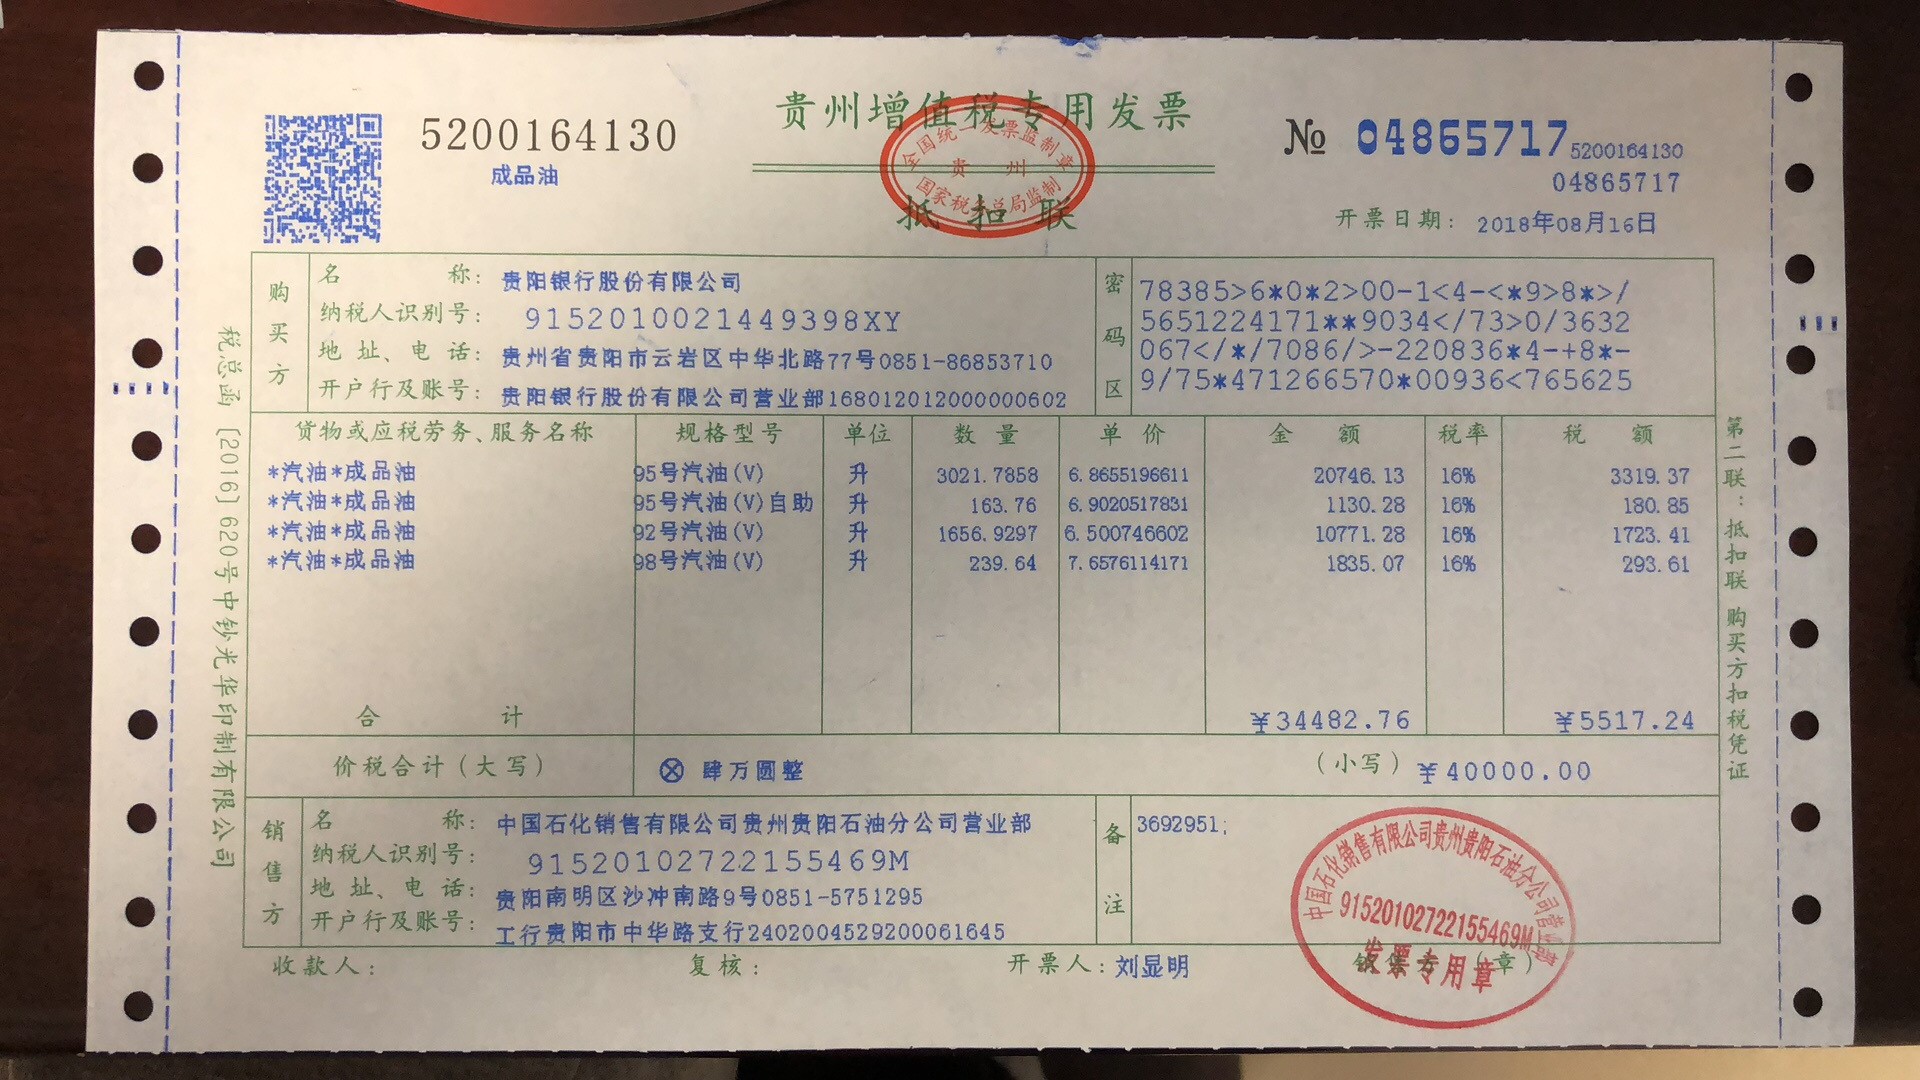 贵州增值税专用发票
5200164130
成品油
全国统一发票监制章
贵 州
国家税务总局监制
抵扣联
№ 04865717
5200164130
04865717
开票日期: 2018年08月16日
税总函 [2016] 620号中钞光华印制有限公司
购买方
名 称: 贵阳银行股份有限公司
纳税人识别号: 9152010021449398XY
地 址、电 话: 贵州省贵阳市云岩区中华北路77号0851-86853710
开户行及账号: 贵阳银行股份有限公司营业部16801201200000602
密码区
78385>6*0*2>00-1<4-<*9>8*>/
5651224171**9034</73>0/3632
067</*/7086/>-220836*4-+8*-
9/75*471266570*00936<765625
货物或应税劳务、服务名称 规格型号 单位 数 量 单 价 金 额 税率 税 额
*汽油*成品油 95号汽油(V) 升 3021.7858 6.8655196611 20746.13 16% 3319.37
*汽油*成品油 95号汽油(V)自助 升 163.76 6.9020517831 1130.28 16% 180.85
*汽油*成品油 92号汽油(V) 升 1656.9297 6.500746602 10771.28 16% 1723.41
*汽油*成品油 98号汽油(V) 升 239.64 7.6576114171 1835.07 16% 293.61
合 计 ¥34482.76 ¥5517.24
价税合计(大写) ⊗ 肆万圆整 (小写) ¥40000.00
销售方
名 称: 中国石化销售有限公司贵州贵阳石油分公司营业部
纳税人识别号: 91520102722155469M
地 址、电 话: 贵阳南明区沙冲南路9号0851-5751295
开户行及账号: 工行贵阳市中华路支行2402004529200061645
备注
3692951;
中国石化销售有限公司贵州贵阳石油分公司营业部
91520102722155469M
发票专用章
收款人: 复核: 开票人: 刘显明 销售方:(章)
第二联:抵扣联 购买方扣税凭证